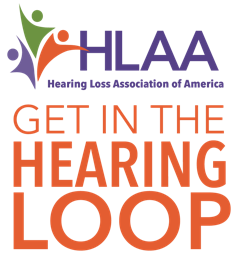 HLAA
Hearing Loss Association of America
GET IN THE
HEARING
LOOP